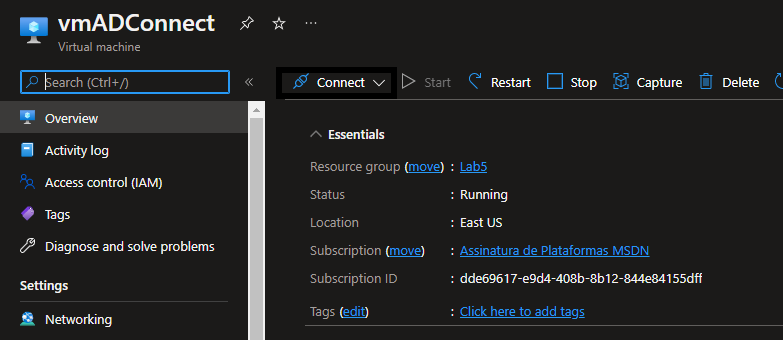 vmADConnect
Virtual machine
Search (Ctrl+/)
Connect Start Restart Stop Capture Delete
Overview
Activity log
Access control (IAM)
Tags
Diagnose and solve problems
Settings
Networking
Essentials
Resource group (move) : Lab5
Status : Running
Location : East US
Subscription (move) : Assinatura de Plataformas MSDN
Subscription ID : dde69617-e9d4-408b-8b12-844e84155dff
Tags (edit) : Click here to add tags